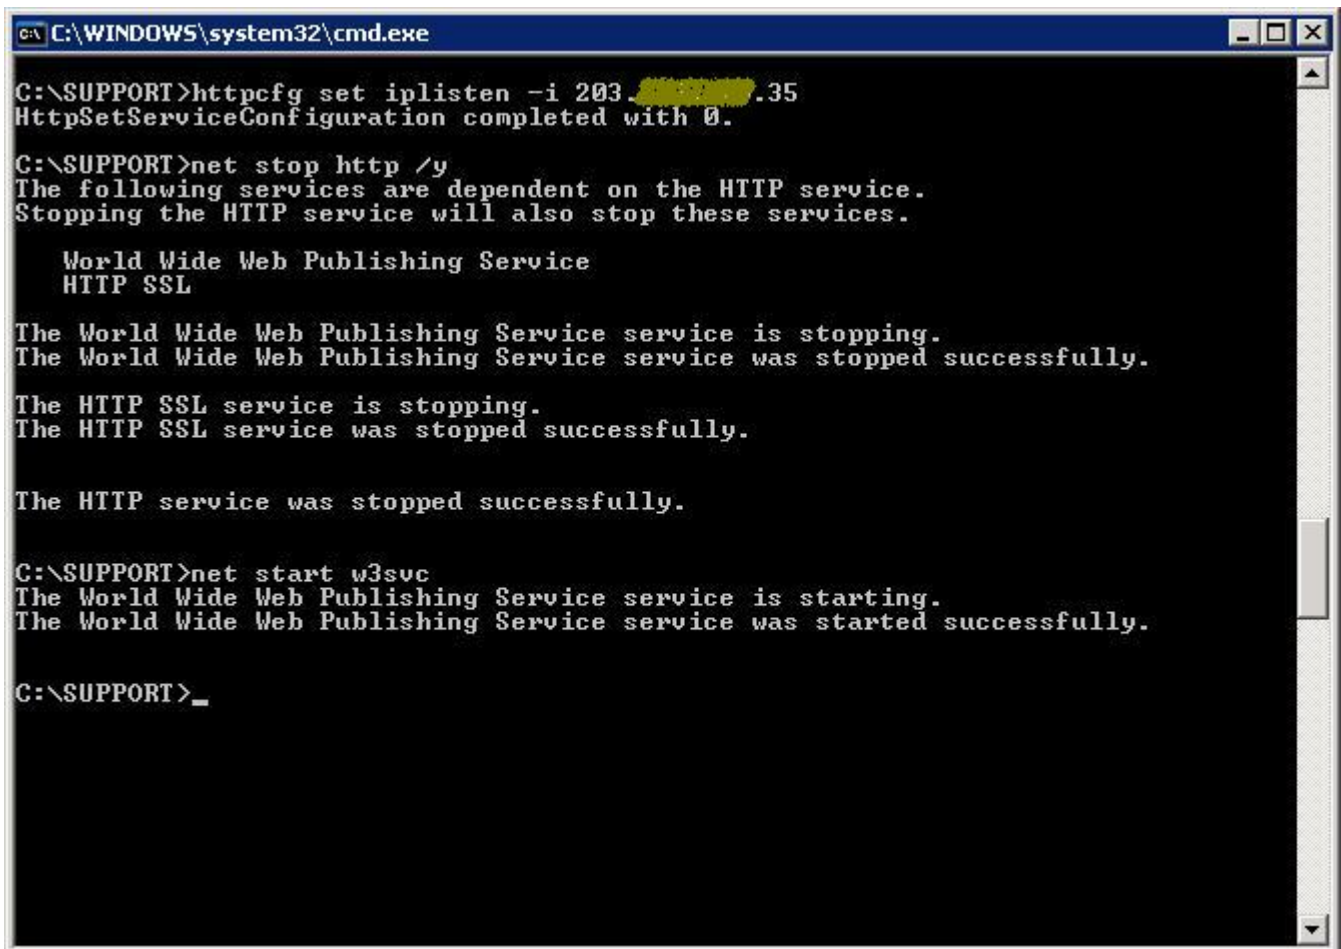 C:\WINDOWS\system32\cmd.exe
C:\SUPPORT>httpcfg set iplisten -i 203. .35
HttpSetServiceConfiguration completed with 0.
C:\SUPPORT>net stop http /y
The following services are dependent on the HTTP service.
Stopping the HTTP service will also stop these services.
World Wide Web Publishing Service
HTTP SSL
The World Wide Web Publishing Service service is stopping.
The World Wide Web Publishing Service service was stopped successfully.
The HTTP SSL service is stopping.
The HTTP SSL service was stopped successfully.
The HTTP service was stopped successfully.
C:\SUPPORT>net start w3svc
The World Wide Web Publishing Service service is starting.
The World Wide Web Publishing Service service was started successfully.
C:\SUPPORT>_